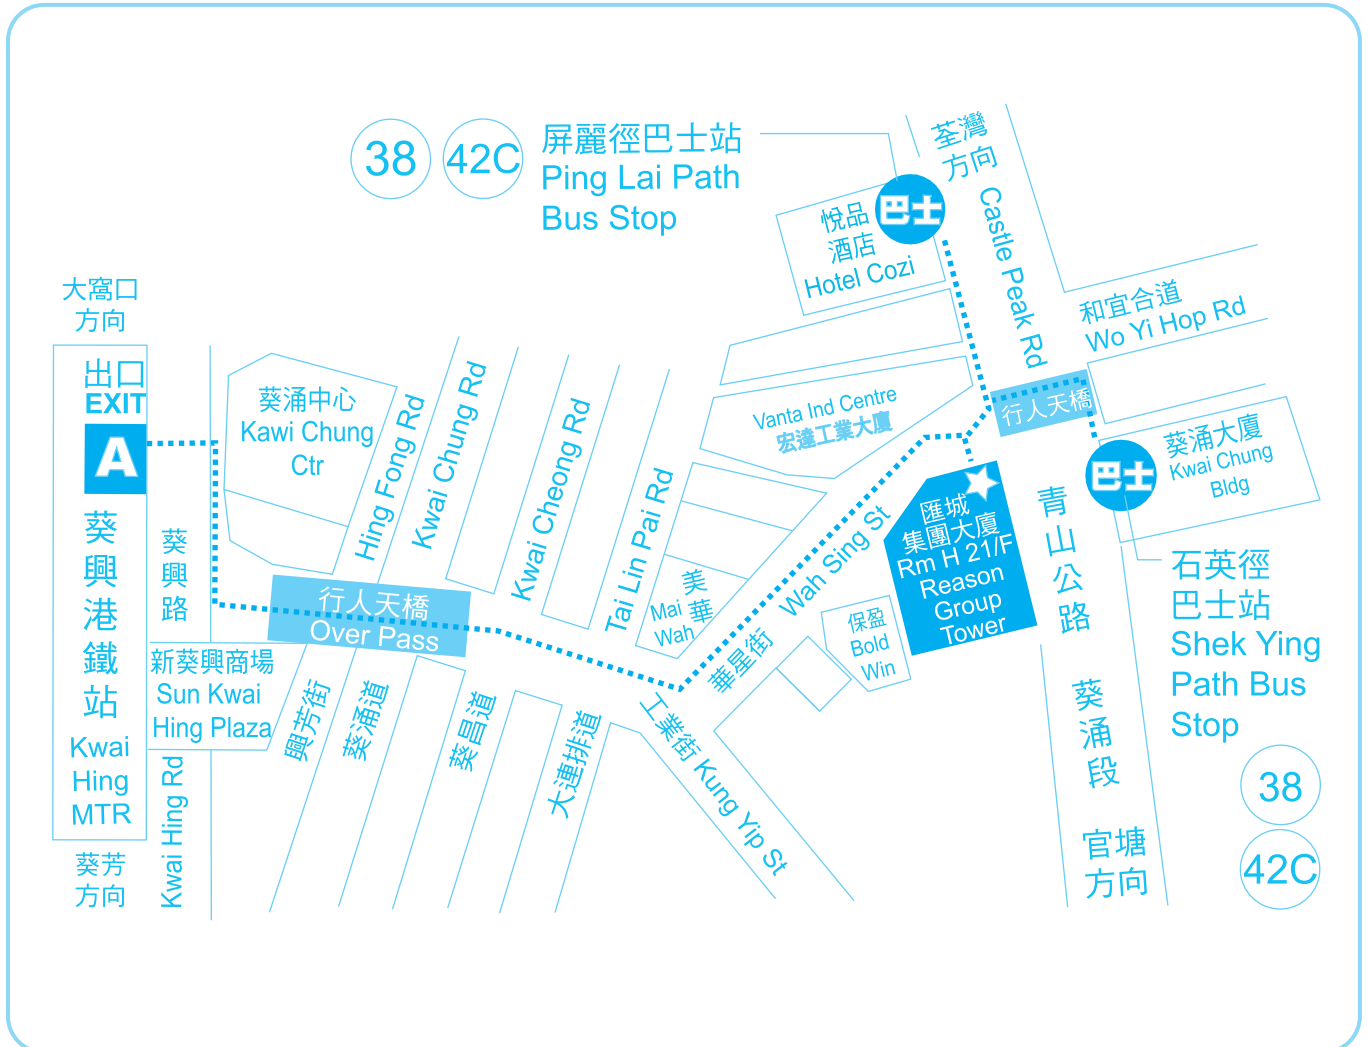 38
42C
屏麗徑巴士站
Ping Lai Path
Bus Stop
荃灣
方向
Castle Peak Rd
巴士
悅品
酒店
Hotel Cozi
和宜合道
Wo Yi Hop Rd
大窩口
方向
出口
EXIT
A
葵興港鐵站
Kwai
Hing
MTR
葵芳
方向
葵興路
Kwai Hing Rd
葵涌中心
Kawi Chung
Ctr
Hing Fong Rd
Kwai Chung Rd
Kwai Cheong Rd
Tai Lin Pai Rd
Vanta Ind Centre
宏達工業大廈
行人天橋
葵涌大廈
Kwai Chung
Bldg
巴士
匯城
集團大廈
Rm H 21/F
Reason
Group
Tower
Wah Sing St
華星街
美華
Mai
Wah
保盈
Bold
Win
行人天橋
Over Pass
新葵興商場
Sun Kwai
Hing Plaza
興芳街
葵涌道
葵昌道
大連排道
工業街 Kung Yip St
青山公路
葵涌段
官塘
方向
石英徑
巴士站
Shek Ying
Path Bus
Stop
38
42C